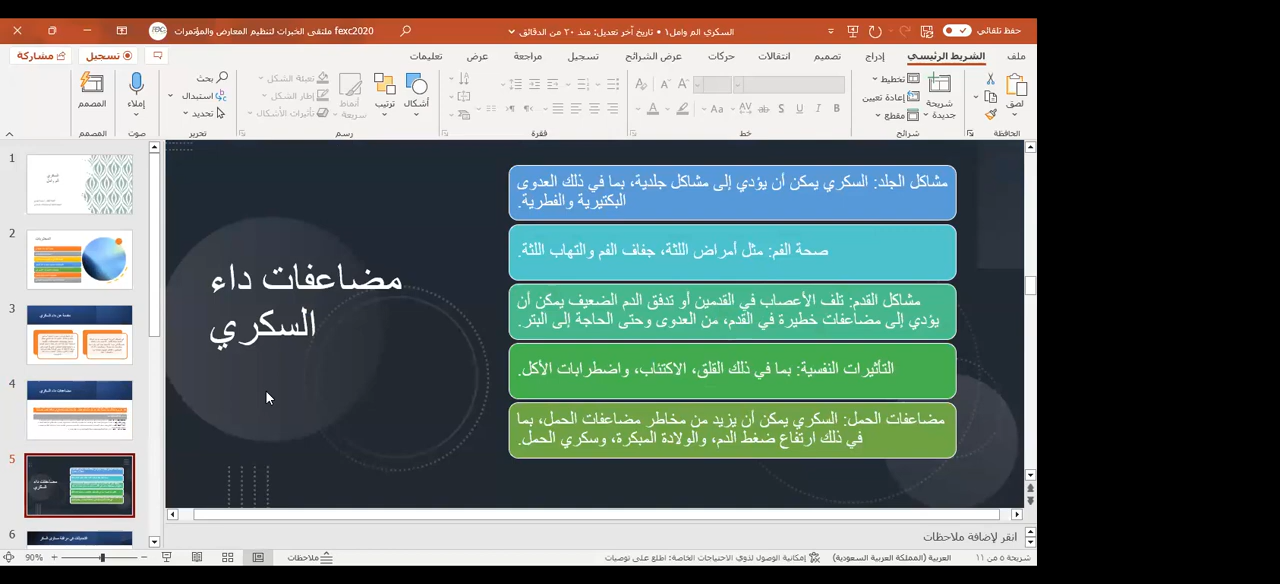 حفظ تلقائي
السكري الم وامل١ • تاريخ آخر تعديل: منذ ٢٠ من الدقائق.
fexc2020 ملتقى الخبرات لتنظيم المعارض والمؤتمرات
ملف
الشريط الرئيسي
إدراج
تصميم
انتقالات
حركات
عرض الشرائح
تسجيل
مراجعة
عرض
تعليمات
تسجيل
مشاركة
لصق
الحافظة
شريحة جديدة
تخطيط
إعادة تعيين
مقطع
شرائح
خط
فقرة
أشكال
ترتيب
أنماط سريعة
تعبئة الشكل
إطار الشكل
تأثيرات الأشكال
رسم
بحث
استبدال
تحديد
تحرير
إملاء
صوت
المصمم
المصمم
1
2
3
4
5
6
مضاعفات داء
السكري
مشاكل الجلد: السكري يمكن أن يؤدي إلى مشاكل جلدية، بما في ذلك العدوى
البكتيرية والفطرية.
صحة الفم: مثل أمراض اللثة، جفاف الفم والتهاب اللثة.
مشاكل القدم: تلف الأعصاب في القدمين أو تدفق الدم الضعيف يمكن أن
يؤدي إلى مضاعفات خطيرة في القدم، من العدوى وحتى الحاجة إلى البتر.
التأثيرات النفسية: بما في ذلك القلق، الاكتئاب، واضطرابات الأكل.
مضاعفات الحمل: السكري يمكن أن يزيد من مخاطر مضاعفات الحمل، بما
في ذلك ارتفاع ضغط الدم، والولادة المبكرة، وسكري الحمل.
انقر لإضافة ملاحظات
شريحة ٥ من ١١
العربية (المملكة العربية السعودية)
إمكانية الوصول لذوي الاحتياجات الخاصة: اطلع على توصيات
ملاحظات
90%